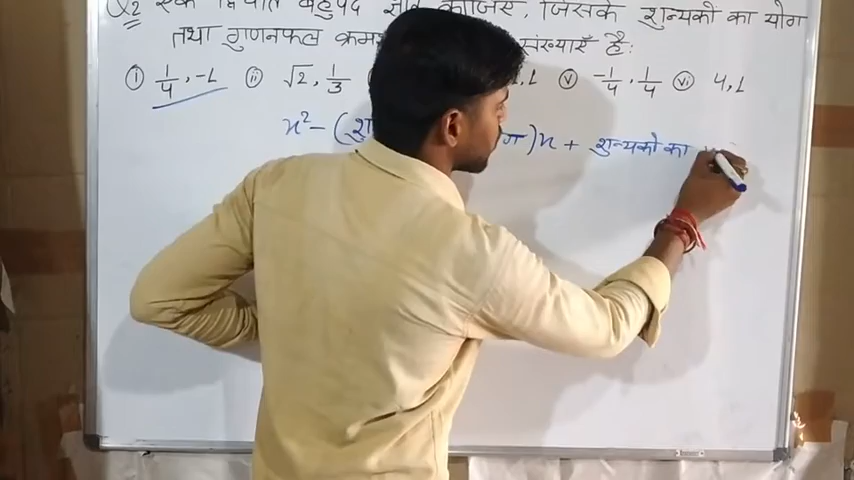 Q2 एक द्विघात बहुपद ज्ञात कीजिए, जिसके शुन्यकों का योग
तथा गुणनफल क्रम संख्याएँ है:
(i) 1/4, -1 (ii) √2, 1/3 (v) -1/4, 1/4 (vi) 4, 1
x² - ( )x + शुन्यकों का